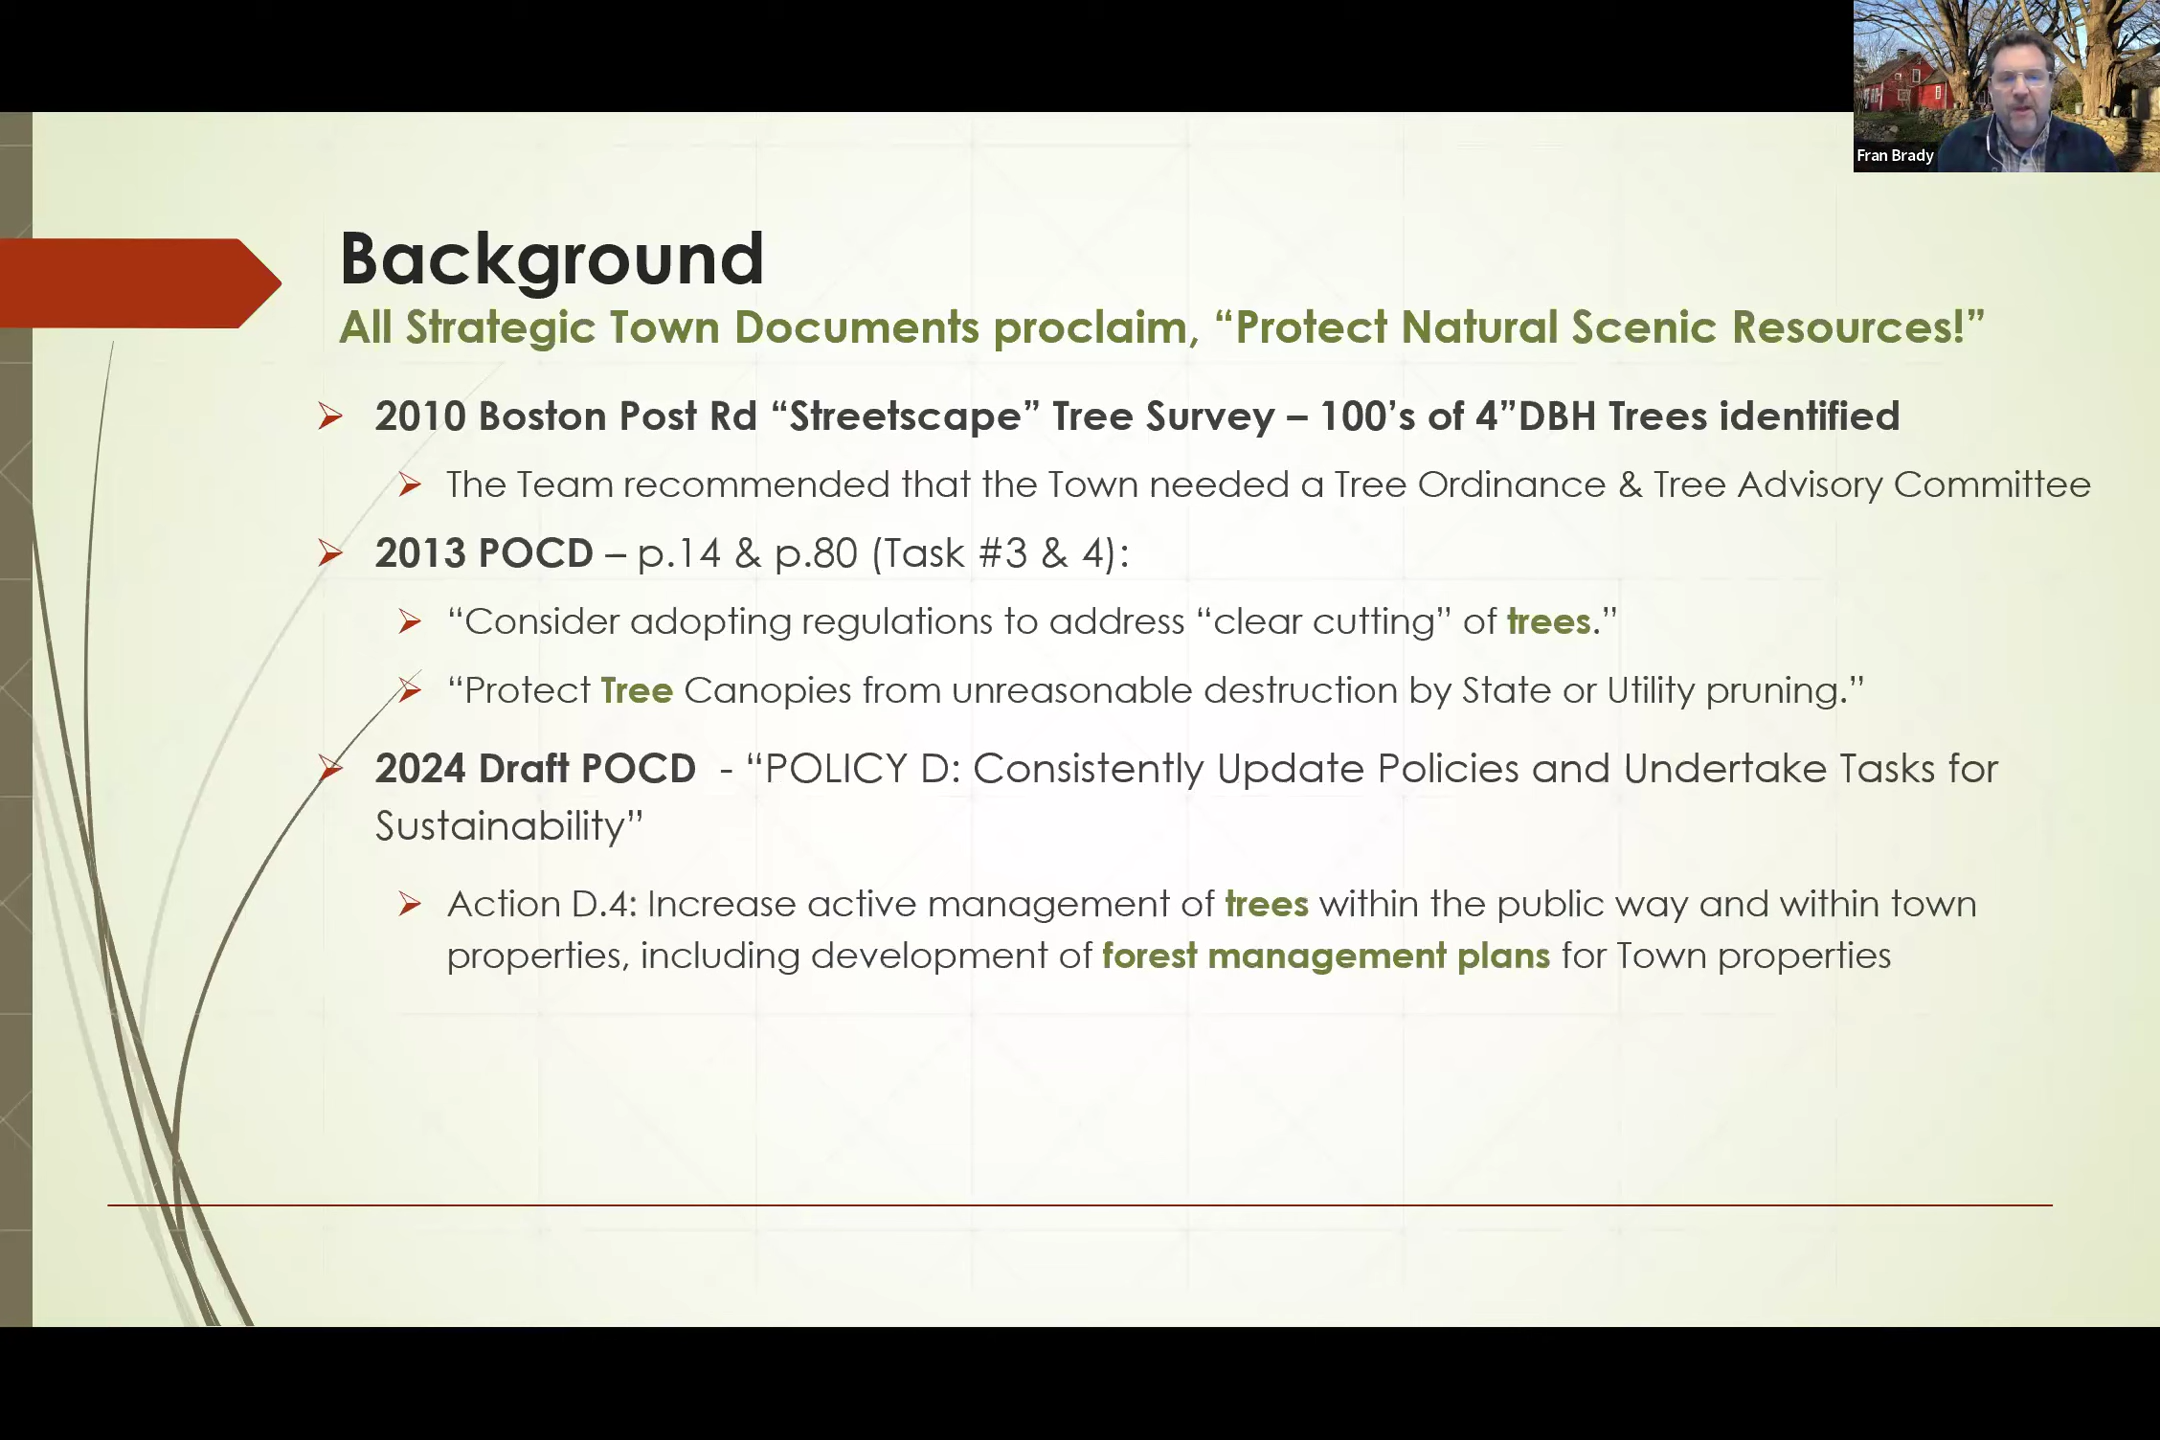 Fran Brady
Background
All Strategic Town Documents proclaim, “Protect Natural Scenic Resources!”
2010 Boston Post Rd “Streetscape” Tree Survey – 100’s of 4”DBH Trees identified
The Team recommended that the Town needed a Tree Ordinance & Tree Advisory Committee
2013 POCD – p.14 & p.80 (Task #3 & 4):
“Consider adopting regulations to address “clear cutting” of trees.”
“Protect Tree Canopies from unreasonable destruction by State or Utility pruning.”
2024 Draft POCD - “POLICY D: Consistently Update Policies and Undertake Tasks for
Sustainability”
Action D.4: Increase active management of trees within the public way and within town
properties, including development of forest management plans for Town properties